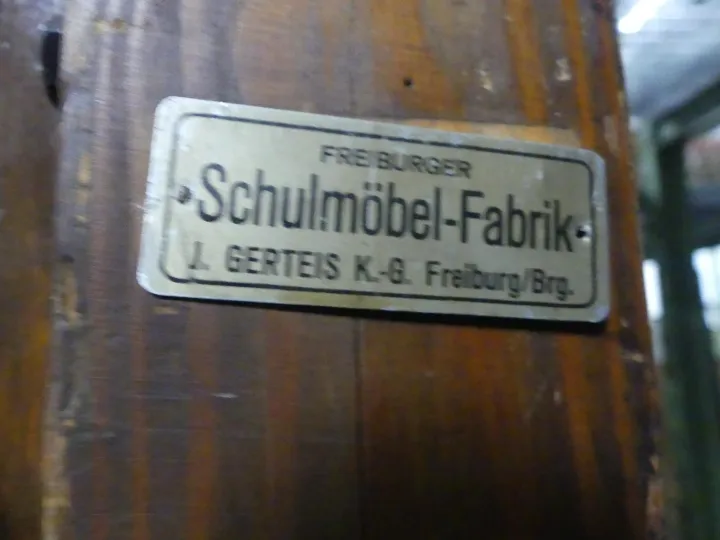 FREIBURGER
Schulmöbel-Fabrik
J. GERTEIS K.-G. Freiburg/Brg.